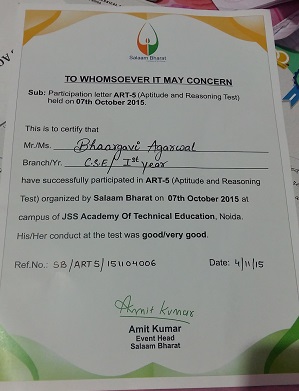 Salaam Bharat
TO WHOMSOEVER IT MAY CONCERN
Sub: Participation letter ART-5 (Aptitude and Reasoning Test)
held on 07th October 2015.
This is to certify that
Mr./Ms. Bhargavi Agarwal
Branch/Yr. C.S.E/ Ist year
have successfully participated in ART-5 (Aptitude and Reasoning
Test) organized by Salaam Bharat on 07th October 2015 at
campus of JSS Academy Of Technical Education, Noida.
His/Her conduct at the test was good/very good.
Ref.No.: SB/ART5/151104006 Date: 4/11/15
Amit Kumar
Amit Kumar
Event Head
Salaam Bharat